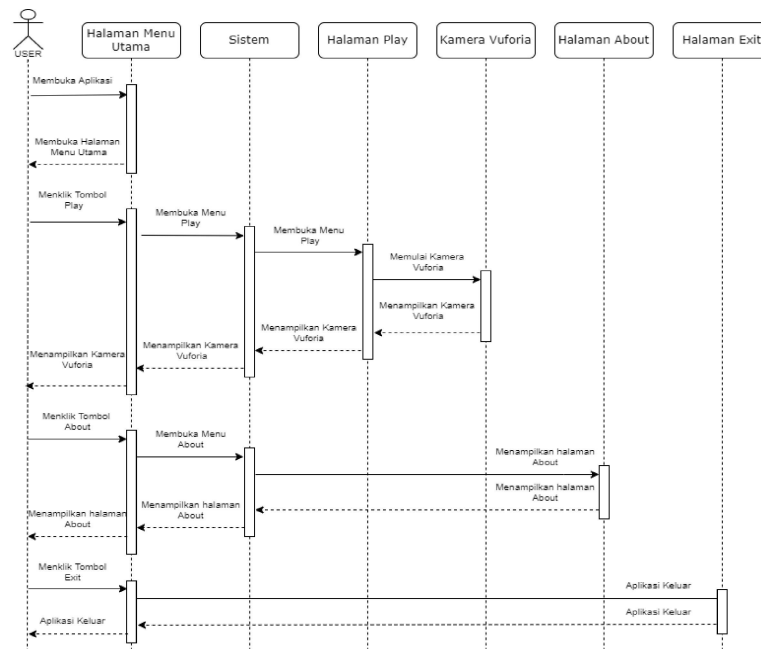 USER
Halaman Menu
Utama
Sistem
Halaman Play
Kamera Vuforia
Halaman About
Halaman Exit
Membuka Aplikasi
Membuka Halaman
Menu Utama
Menklik Tombol
Play
Membuka Menu
Play
Membuka Menu
Play
Memulai Kamera
Vuforia
Menampilkan Kamera
Vuforia
Menampilkan Kamera
Vuforia
Menampilkan Kamera
Vuforia
Menampilkan Kamera
Vuforia
Menklik Tombol
About
Membuka Menu
About
Menampilkan halaman
About
Menampilkan halaman
About
Menampilkan halaman
About
Menampilkan halaman
About
Menklik Tombol
Exit
Aplikasi Keluar
Aplikasi Keluar
Aplikasi Keluar